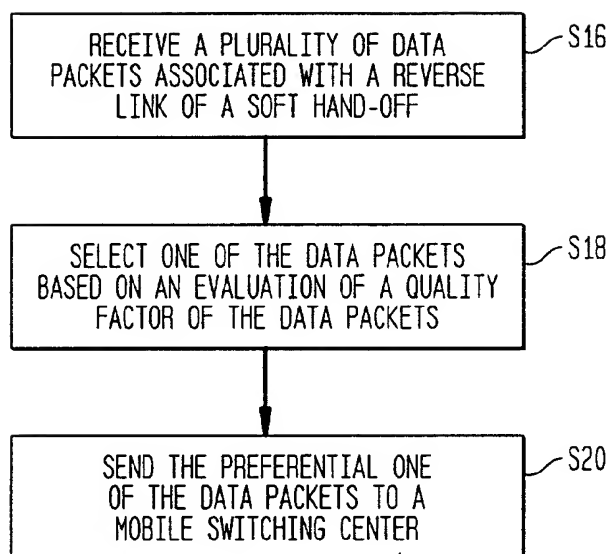 RECEIVE A PLURALITY OF DATA
PACKETS ASSOCIATED WITH A REVERSE
LINK OF A SOFT HAND-OFF
S16
SELECT ONE OF THE DATA PACKETS
BASED ON AN EVALUATION OF A QUALITY
FACTOR OF THE DATA PACKETS
S18
SEND THE PREFERENTIAL ONE
OF THE DATA PACKETS TO A
MOBILE SWITCHING CENTER
S20